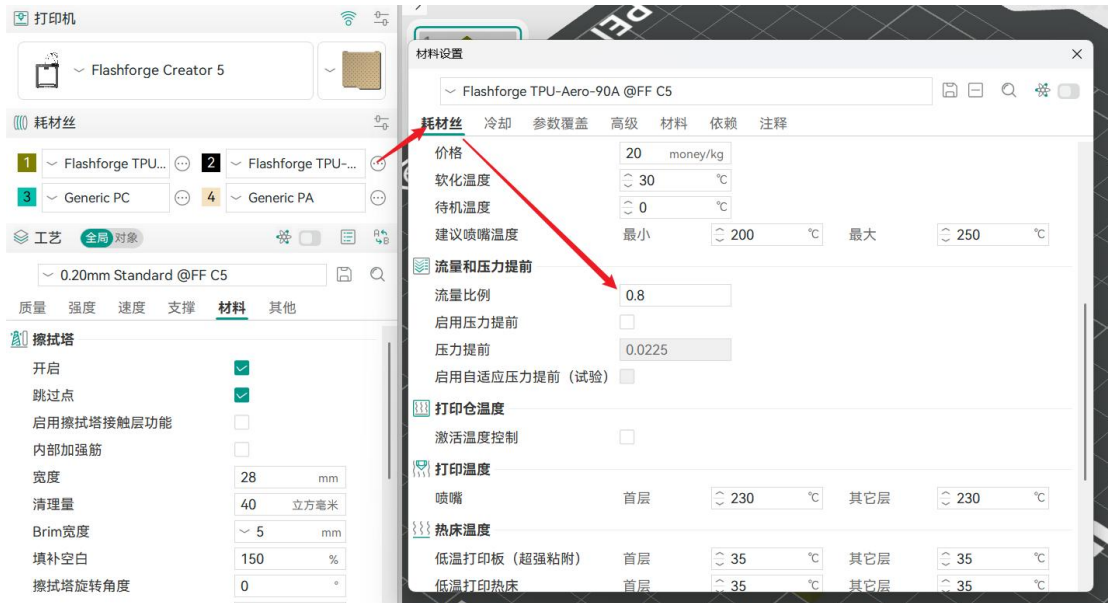 打印机
Flashforge Creator 5
耗材丝
1 Flashforge TPU... 2 Flashforge TPU-...
3 Generic PC 4 Generic PA
工艺 全局 对象
0.20mm Standard @FF C5
质量 强度 速度 支撑 材料 其他
擦拭塔
开启
跳过点
启用擦拭塔接触层功能
内部加强筋
宽度 28 mm
清理量 40 立方毫米
Brim宽度 5 mm
填补空白 150 %
擦拭塔旋转角度 0 °
材料设置
Flashforge TPU-Aero-90A @FF C5
耗材丝 冷却 参数覆盖 高级 材料 依赖 注释
价格 20 money/kg
软化温度 30 °C
待机温度 0 °C
建议喷嘴温度 最小 200 °C 最大 250 °C
流量和压力提前
流量比例 0.8
启用压力提前
压力提前 0.0225
启用自适应压力提前（试验）
打印仓温度
激活温度控制
打印温度
喷嘴 首层 230 °C 其它层 230 °C
热床温度
低温打印板（超强粘附） 首层 35 °C 其它层 35 °C
低温打印热床 首层 35 °C 其它层 35 °C